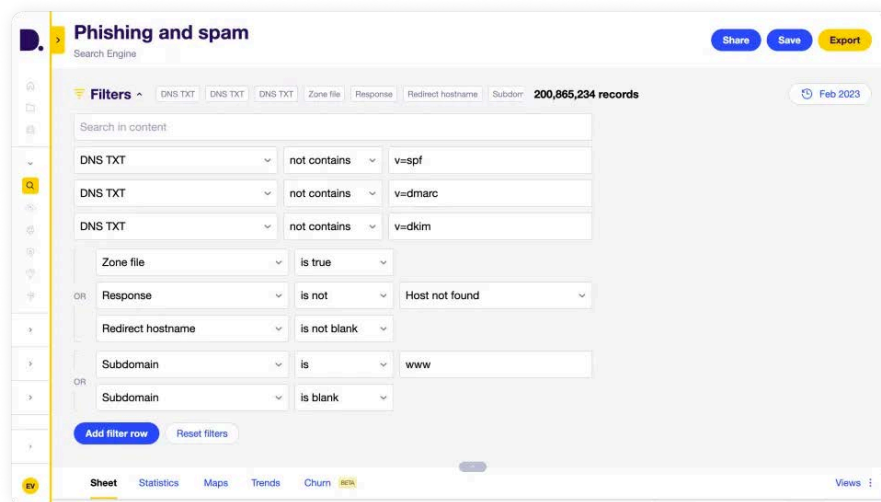 D.
Phishing and spam
Search Engine
Share Save Export
Filters DNS TXT DNS TXT DNS TXT Zone file Response Redirect hostname Subdom 200,865,234 records Feb 2023
Search in content
DNS TXT not contains v=spf
DNS TXT not contains v=dmarc
DNS TXT not contains v=dkim
Zone file is true
OR Response is not Host not found
Redirect hostname is not blank
Subdomain is www
OR
Subdomain is blank
Add filter row Reset filters
EV Sheet Statistics Maps Trends Churn BETA Views